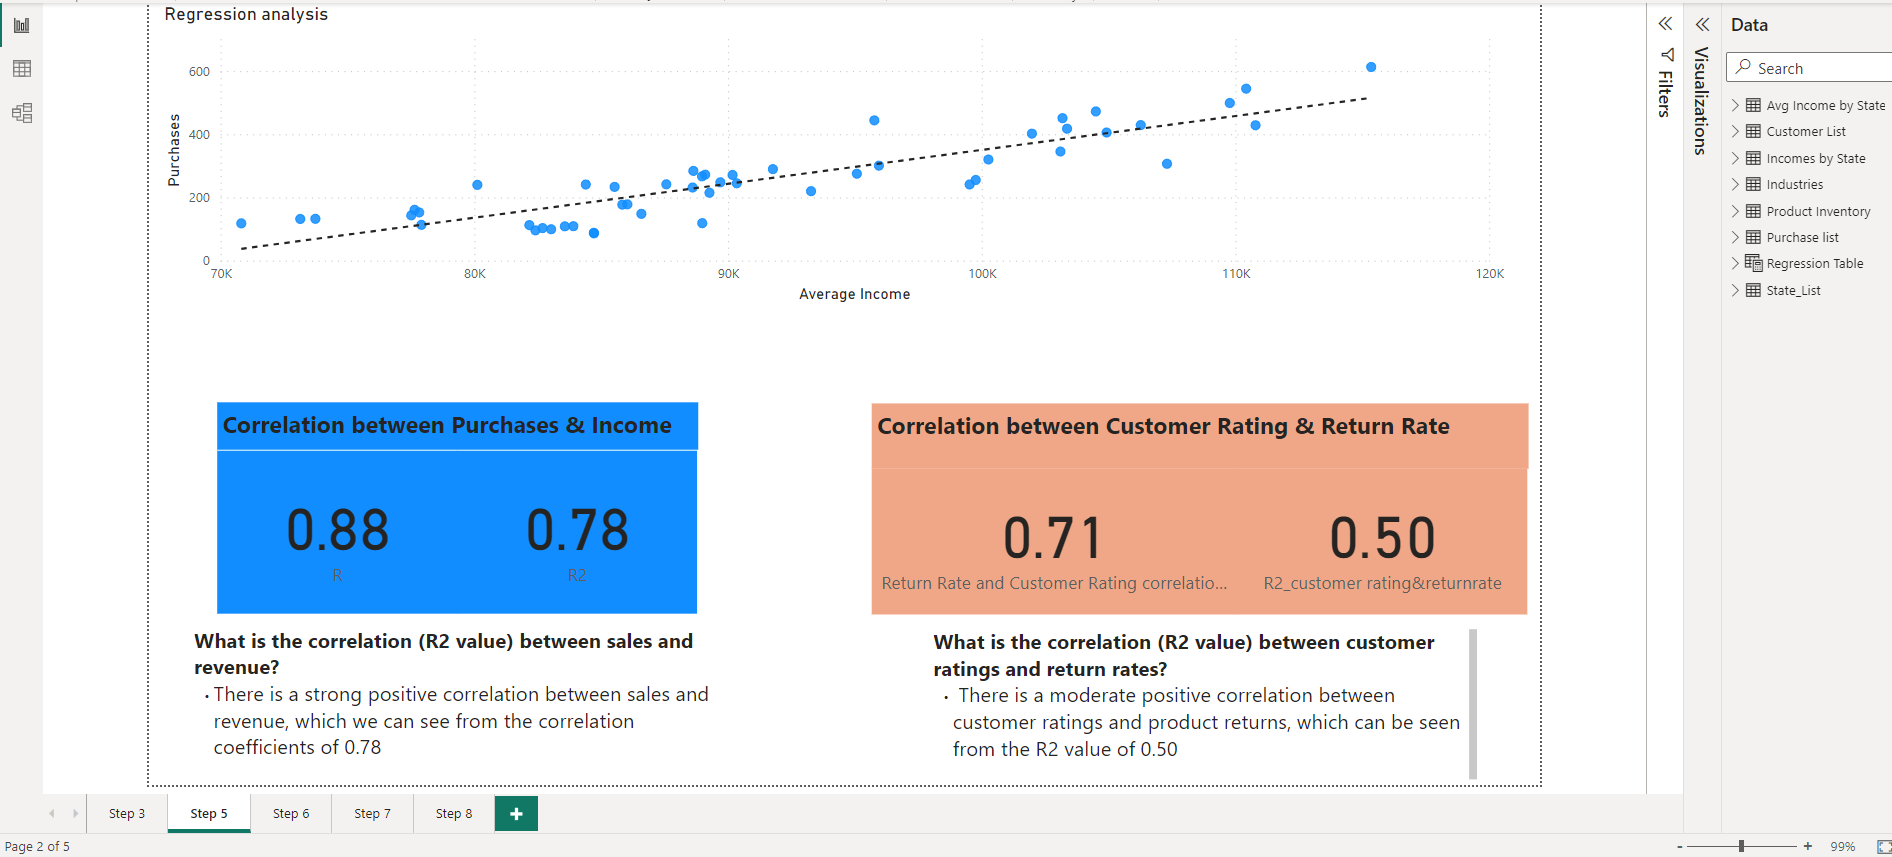 Regression analysis
Purchases
600
400
200
0
70K
80K
90K
100K
110K
120K
Average Income
Correlation between Purchases & Income
0.88
0.78
R
R2
What is the correlation (R2 value) between sales and
revenue?
• There is a strong positive correlation between sales and
revenue, which we can see from the correlation
coefficients of 0.78
Correlation between Customer Rating & Return Rate
0.71
0.50
Return Rate and Customer Rating correlatio...
R2_customer rating&returnrate
What is the correlation (R2 value) between customer
ratings and return rates?
• There is a moderate positive correlation between
customer ratings and product returns, which can be seen
from the R2 value of 0.50
Filters
Visualizations
Data
Search
Avg Income by State
Customer List
Incomes by State
Industries
Product Inventory
Purchase list
Regression Table
State_List
Step 3
Step 5
Step 6
Step 7
Step 8
+
Page 2 of 5
- + 99%